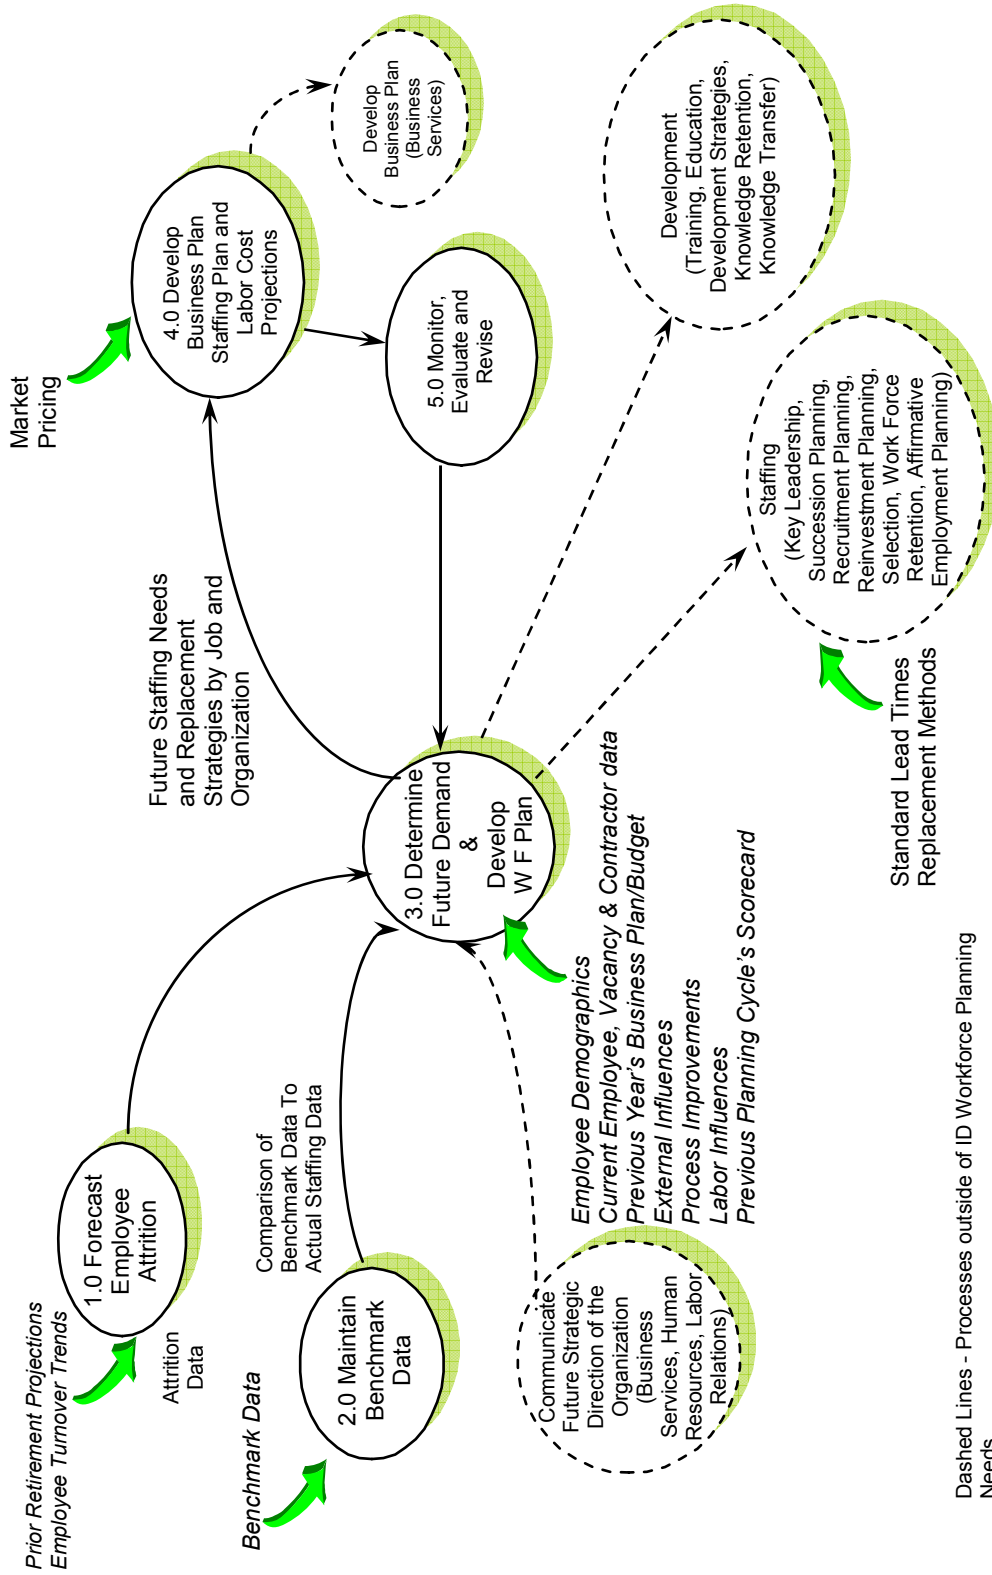 Prior Retirement Projections
Employee Turnover Trends
1.0 Forecast
Employee
Attrition
Attrition
Data
Benchmark Data
2.0 Maintain
Benchmark
Data
Comparison of
Benchmark Data To
Actual Staffing Data
Communicate
Future Strategic
Direction of the
Organization
(Business
Services, Human
Resources, Labor
Relations)
3.0 Determine
Future Demand
&
Develop
W F Plan
Employee Demographics
Current Employee, Vacancy & Contractor data
Previous Year's Business Plan/Budget
External Influences
Process Improvements
Labor Influences
Previous Planning Cycle's Scorecard
Future Staffing Needs
and Replacement
Strategies by Job and
Organization
Market
Pricing
4.0 Develop
Business Plan
Staffing Plan and
Labor Cost
Projections
Develop
Business Plan
(Business
Services)
5.0 Monitor,
Evaluate and
Revise
Development
(Training, Education,
Development Strategies,
Knowledge Retention,
Knowledge Transfer)
Staffing
(Key Leadership,
Succession Planning,
Recruitment Planning,
Reinvestment Planning,
Selection, Work Force
Retention, Affirmative
Employment Planning)
Standard Lead Times
Replacement Methods
Dashed Lines - Processes outside of ID Workforce Planning
Needs